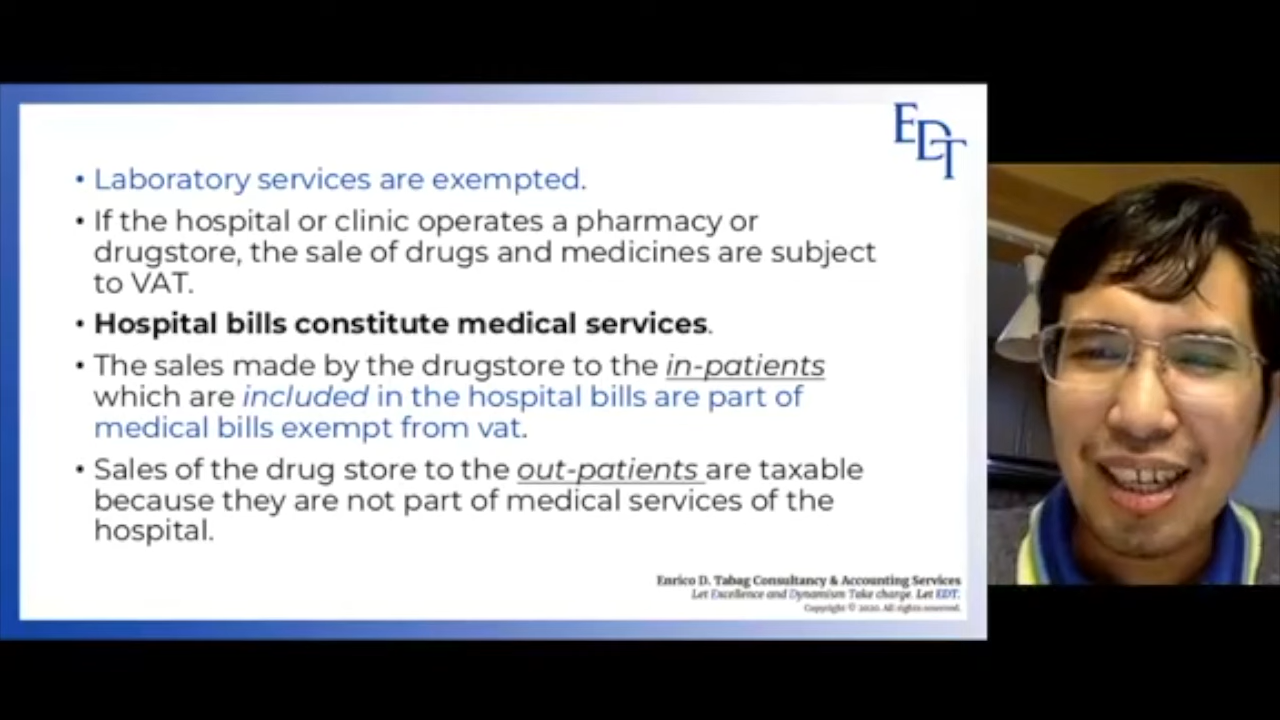 EDT
• Laboratory services are exempted.
• If the hospital or clinic operates a pharmacy or
drugstore, the sale of drugs and medicines are subject
to VAT.
• Hospital bills constitute medical services.
• The sales made by the drugstore to the in-patients
which are included in the hospital bills are part of
medical bills exempt from vat.
• Sales of the drug store to the out-patients are taxable
because they are not part of medical services of the
hospital.
Enrico D. Tabag Consultancy & Accounting Services
Let Excellence and Dynamism Take charge. Let EDT.
Copyright © 2020. All rights reserved.